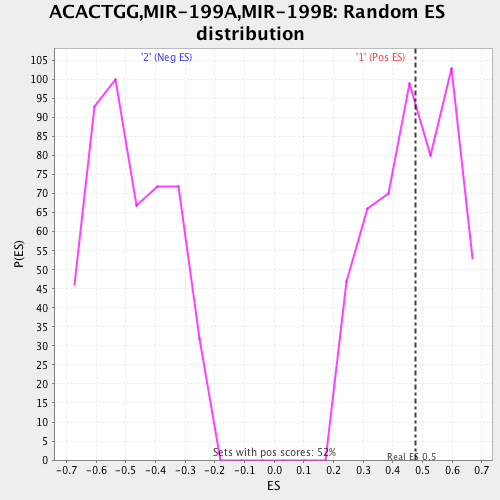 ACACTGG,MIR-199A,MIR-199B: Random ES
distribution
'2' (Neg ES)
'1' (Pos ES)
105
100
95
90
85
80
75
70
65
60
55
50
45
40
35
30
25
20
15
10
5
0
P(ES)
Sets with pos scores: 52%
Real ES 0.5
-0.7 -0.6 -0.5 -0.4 -0.3 -0.2 -0.1 0.0 0.1 0.2 0.3 0.4 0.5 0.6 0.7
ES